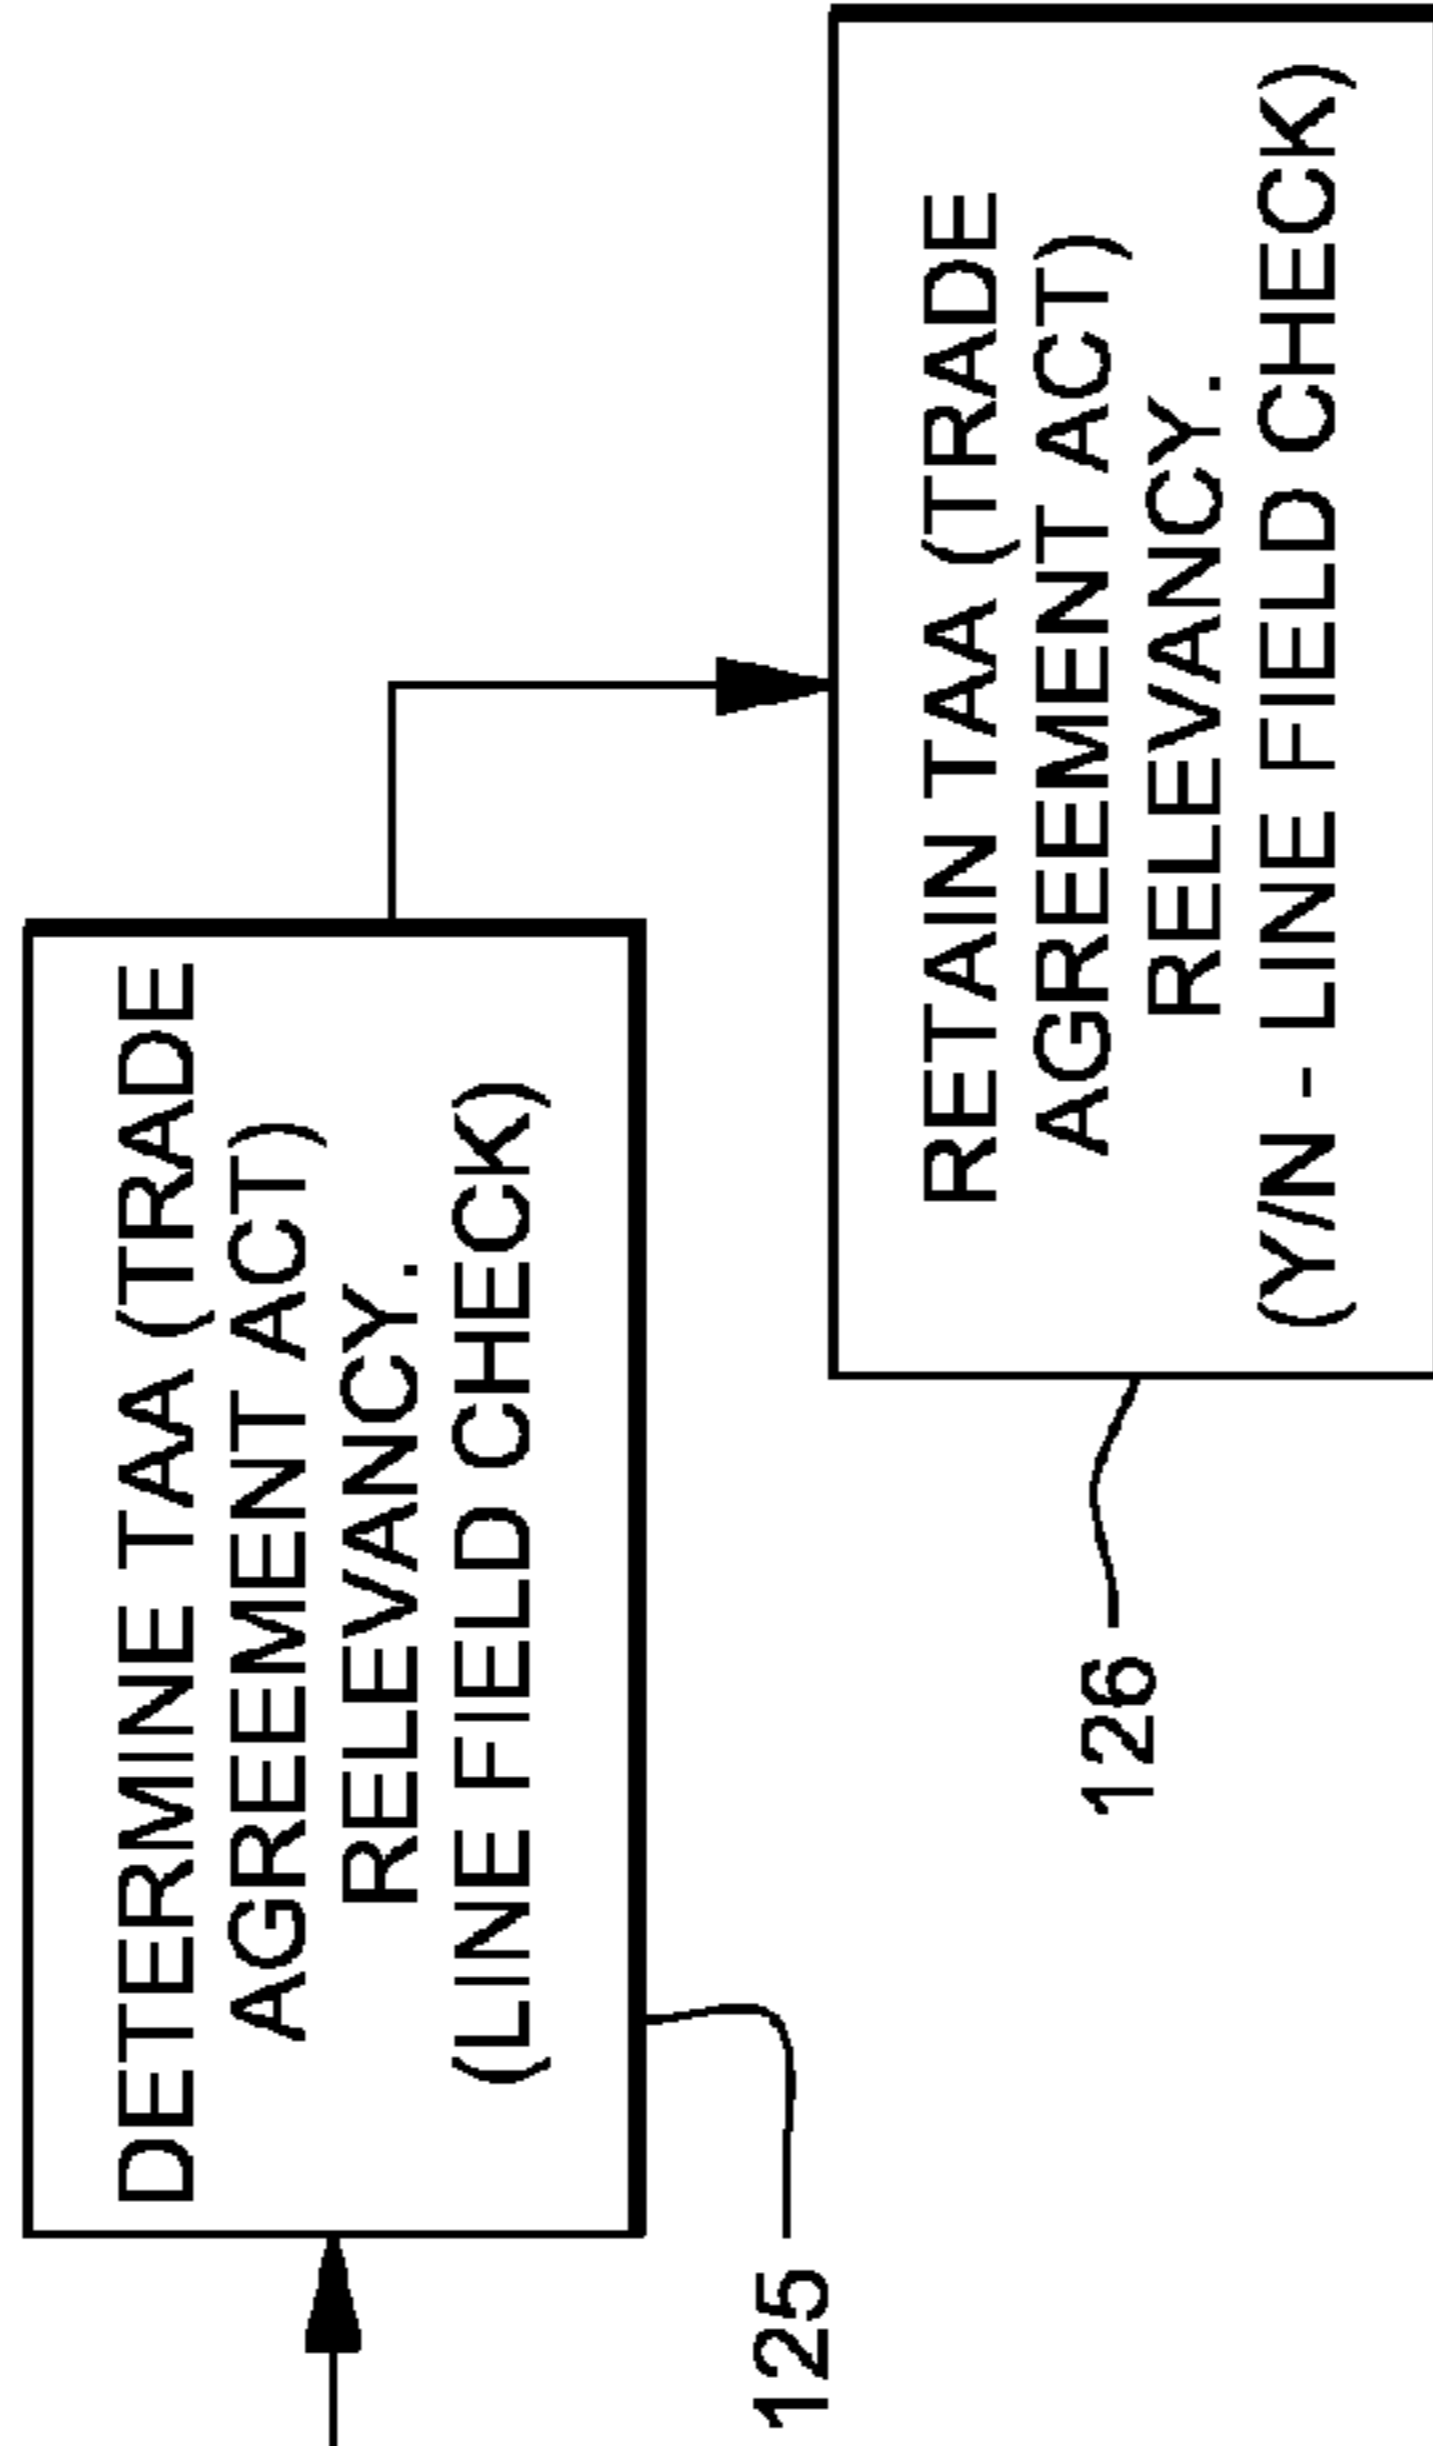 DETERMINE TAA (TRADE
AGREEMENT ACT)
RELEVANCY.
(LINE FIELD CHECK)
125
RETAIN TAA (TRADE
AGREEMENT ACT)
RELEVANCY.
(Y/N - LINE FIELD CHECK)
126